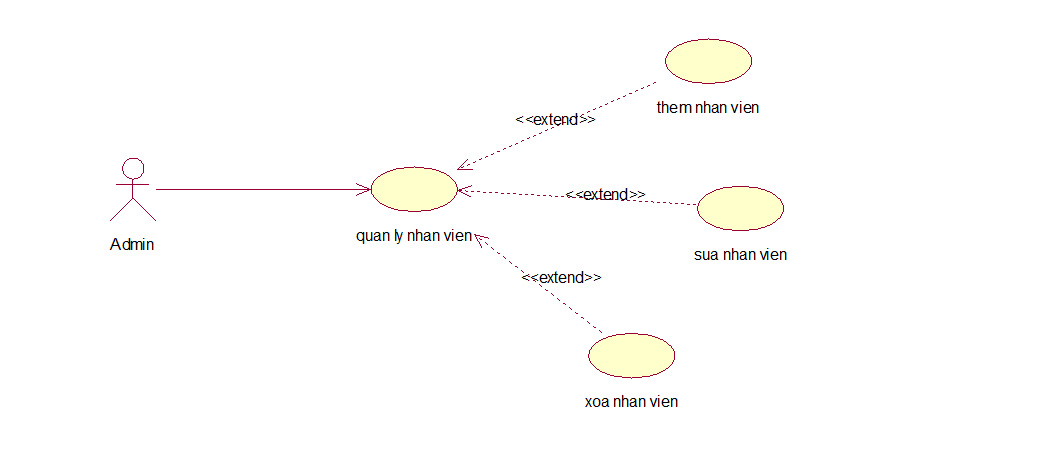 them nhan vien
<<extend>>
<<extend>>
Admin
quan ly nhan vien
sua nhan vien
<<extend>>
xoa nhan vien